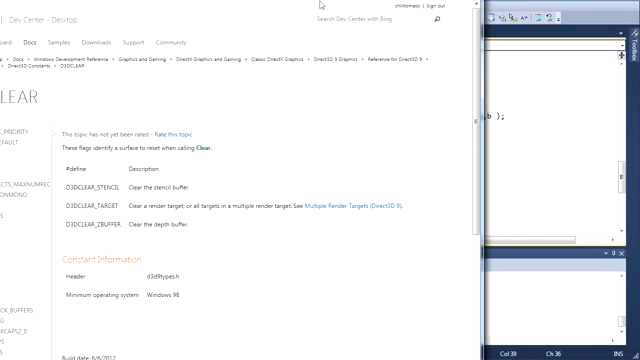 chillitomato | Sign out
| Dev Center - Desktop
Search Dev Center with Bing
oard Docs Samples Downloads Support Community
▸ Docs ▸ Windows Development Reference ▸ Graphics and Gaming ▸ DirectX Graphics and Gaming ▸ Classic DirectX Graphics ▸ Direct3D 9 Graphics ▸ Reference for Direct3D 9 ▸
▸ Direct3D Constants ▸ D3DCLEAR
CLEAR
E_PRIORITY
EFAULT
This topic has not yet been rated - Rate this topic
These flags identify a surface to reset when calling Clear.
#define Description
D3DCLEAR_STENCIL Clear the stencil buffer
D3DCLEAR_TARGET Clear a render target, or all targets in a multiple render target. See Multiple Render Targets (Direct3D 9).
D3DCLEAR_ZBUFFER Clear the depth buffer
ECTS_MAXNUMREC
ONMONO
Constant Information
Header d3d9types.h
Minimum operating system Windows 98
CK_BUFFERS
RCAPS2_0
Build date: 6/8/2012
,b );
Toolbox
Col 39 Ch 36 INS